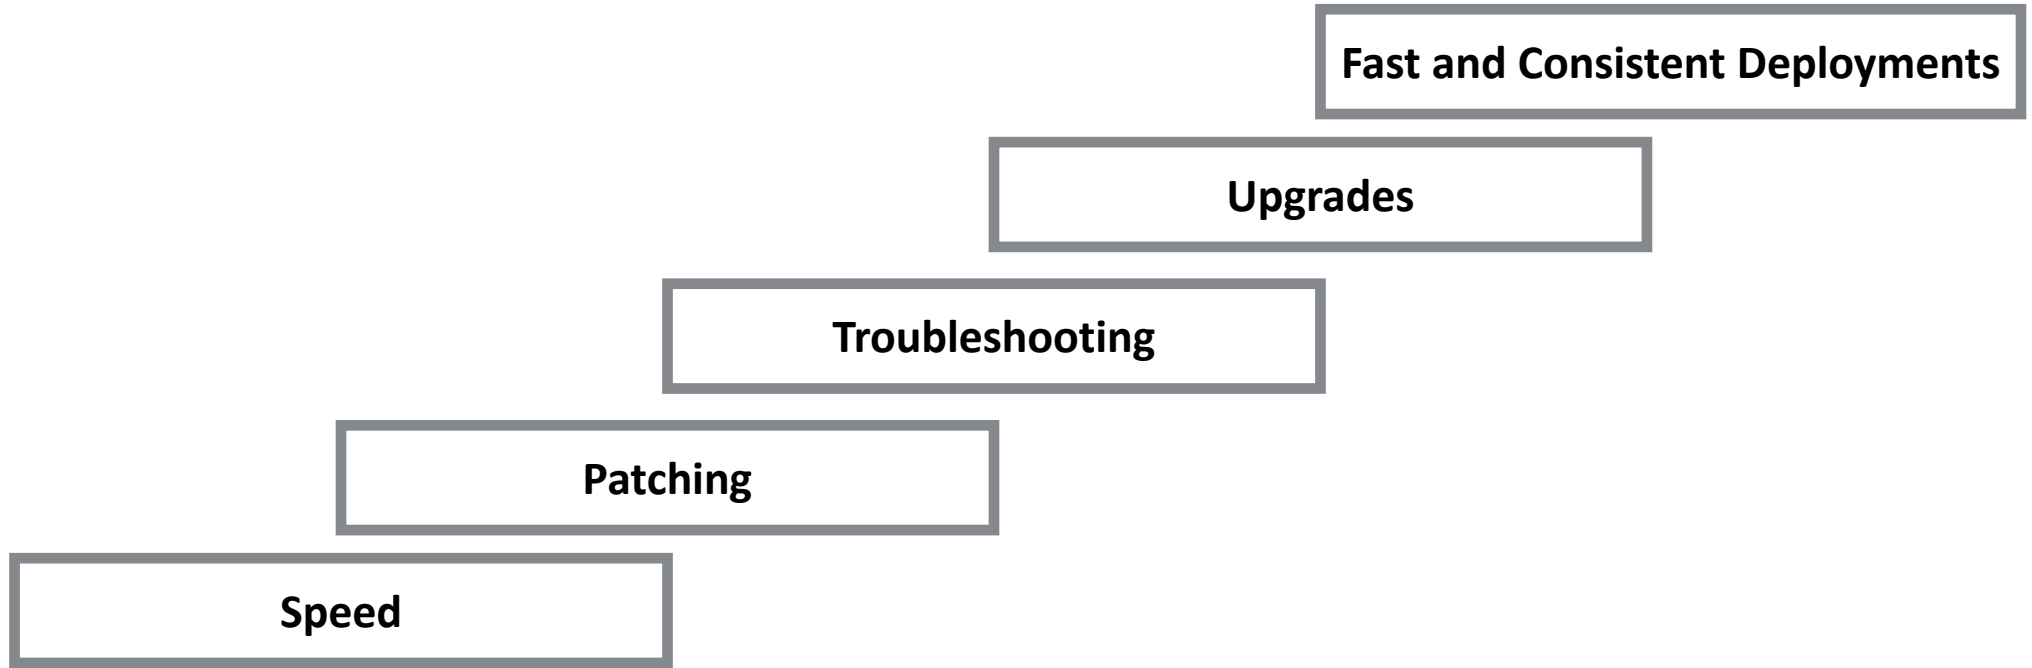 Fast and Consistent Deployments
Upgrades
Troubleshooting
Patching
Speed